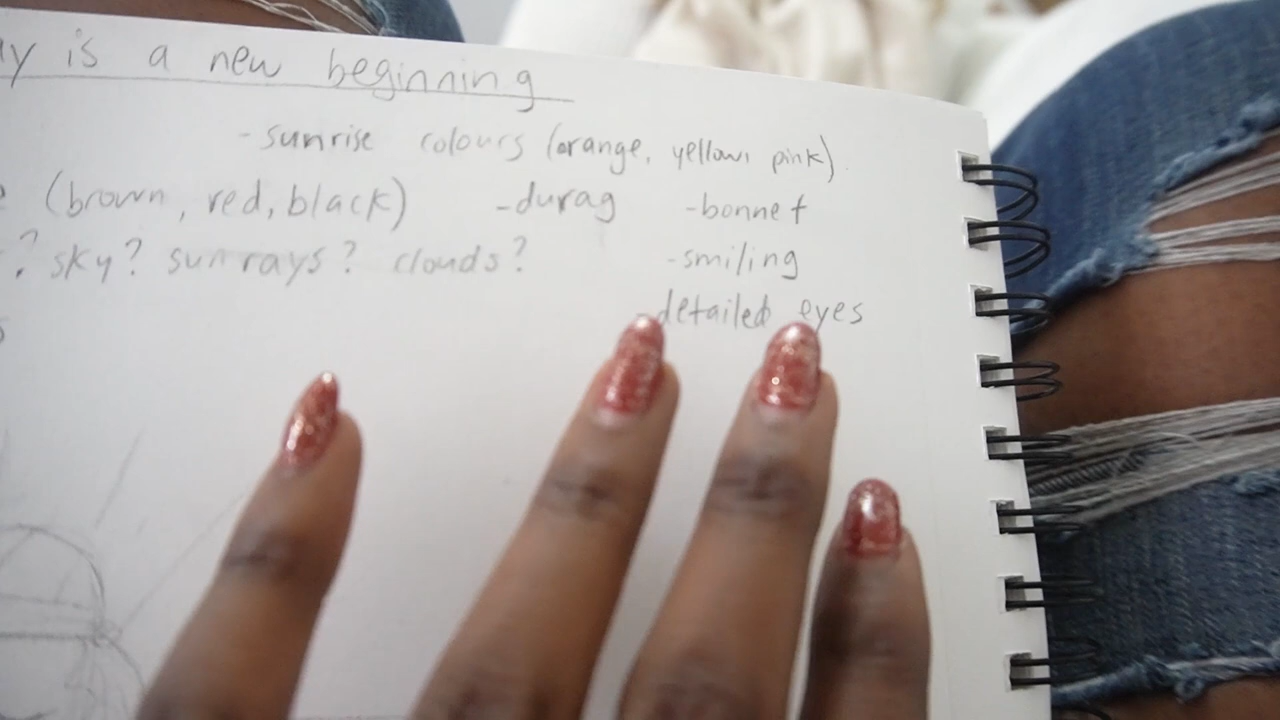 ay is a new beginning
- sunrise colours (orange, yellow, pink)
(brown, red, black) - durag - bonnet
? sky? sunrays? clouds?
- smiling
- detailed eyes